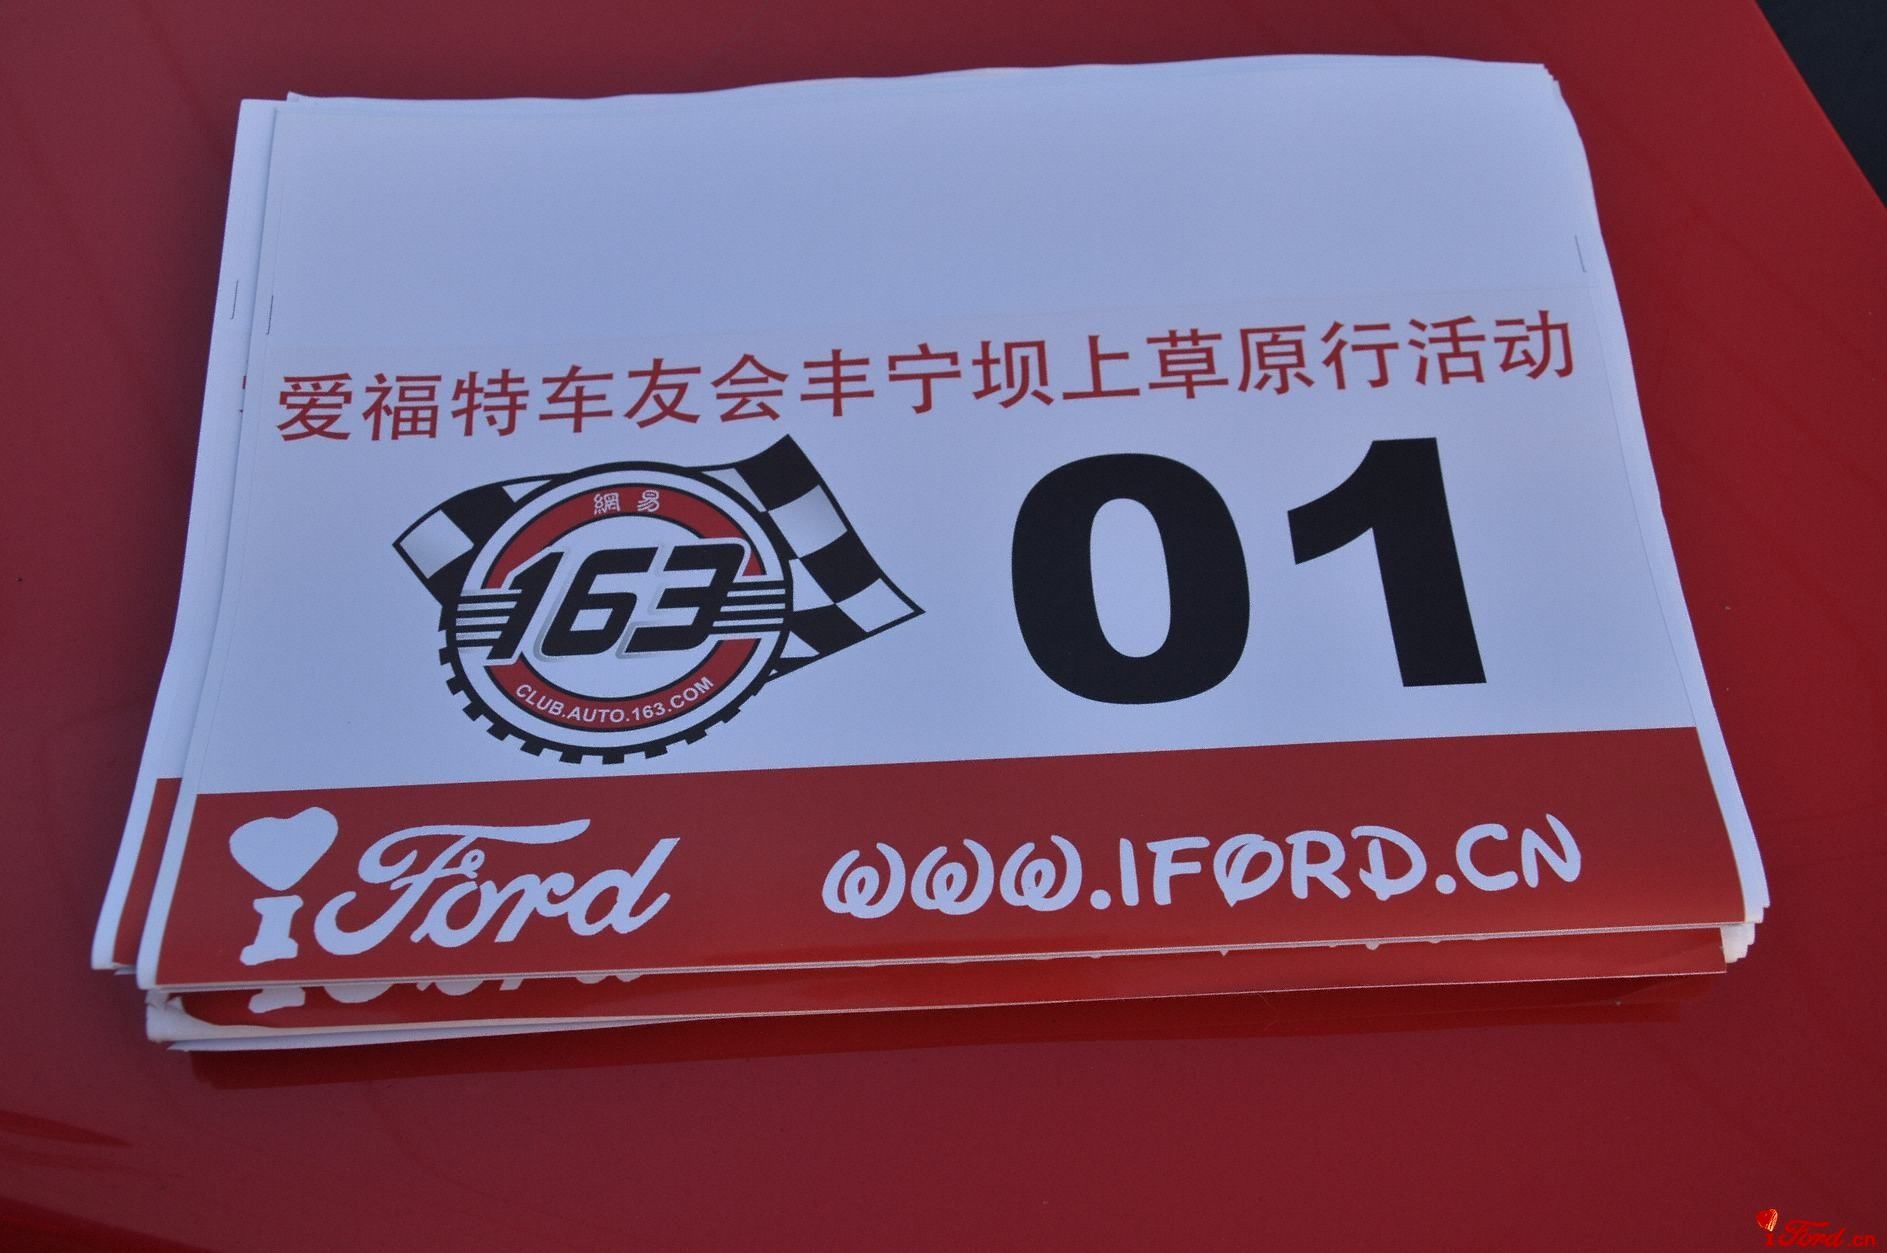 爱福特车友会丰宁坝上草原行活动
網易
163
CLUB.AUTO.163.COM
01
i Ford
WWW.IFORD.CN
iFord.cn